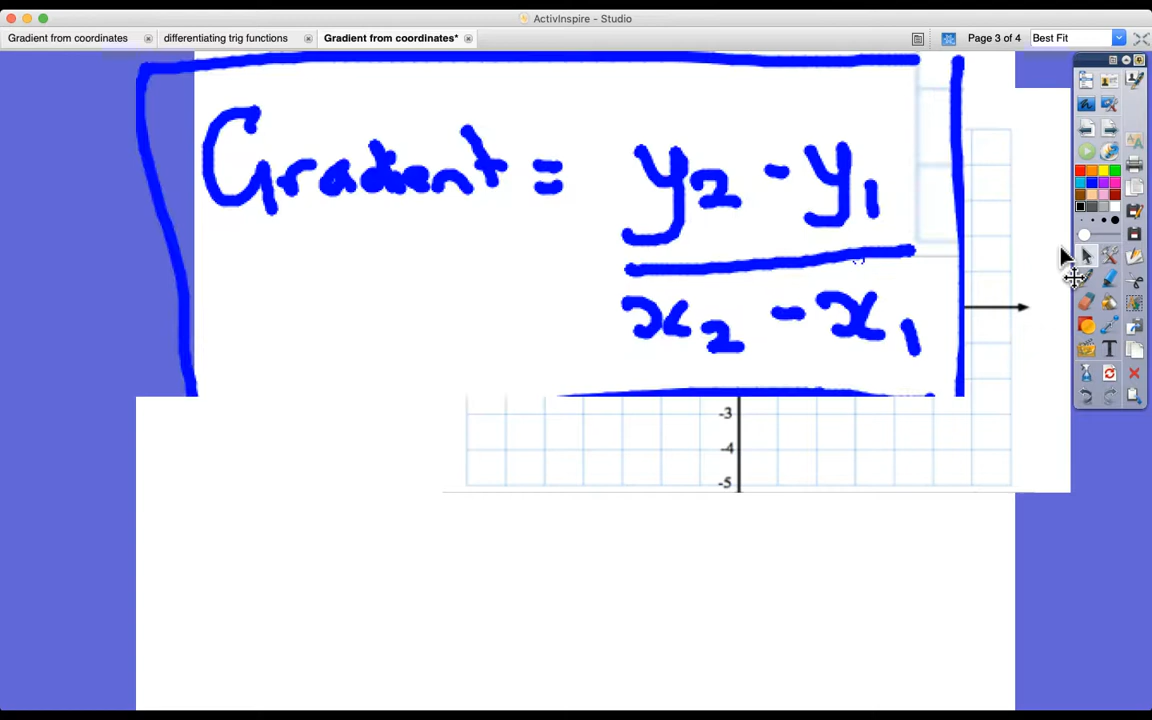 ActivInspire - Studio
Gradient from coordinates
differentiating trig functions
Gradient from coordinates*
Page 3 of 4
Best Fit
Gradient = y2 - y1
x2 - x1
-3
-4
-5